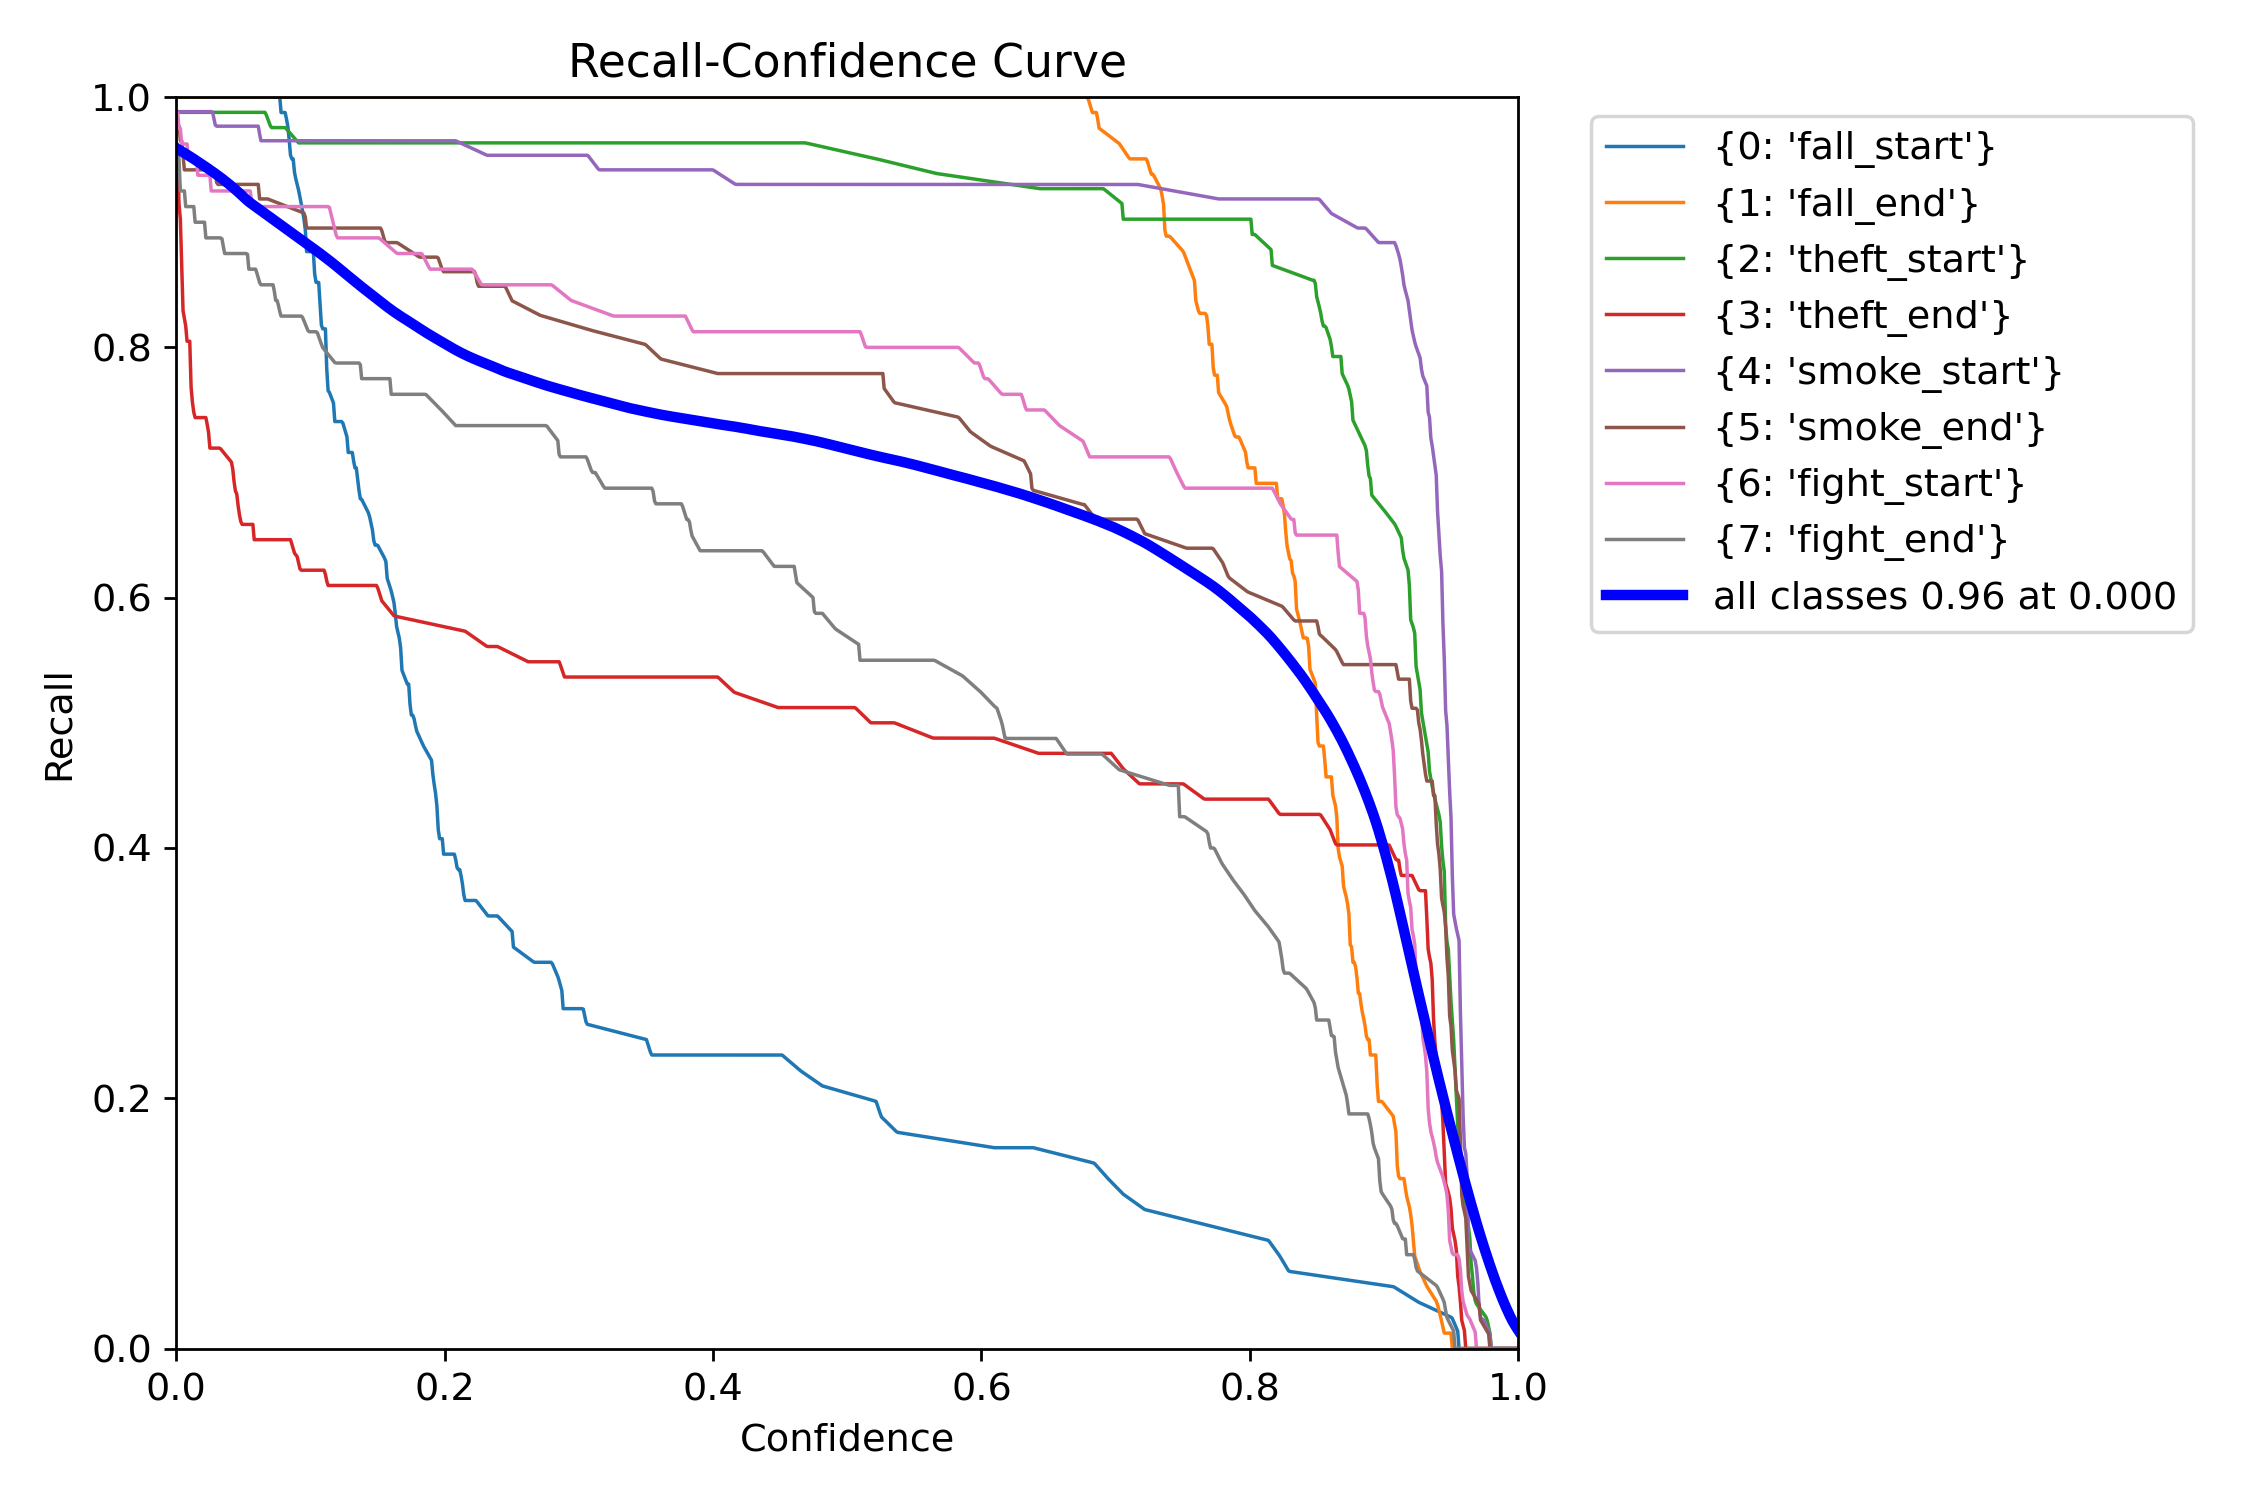 Recall-Confidence Curve
1.0
0.8
0.6
0.4
0.2
0.0
Recall
0.0 0.2 0.4 0.6 0.8 1.0
Confidence
{0: 'fall_start'}
{1: 'fall_end'}
{2: 'theft_start'}
{3: 'theft_end'}
{4: 'smoke_start'}
{5: 'smoke_end'}
{6: 'fight_start'}
{7: 'fight_end'}
all classes 0.96 at 0.000